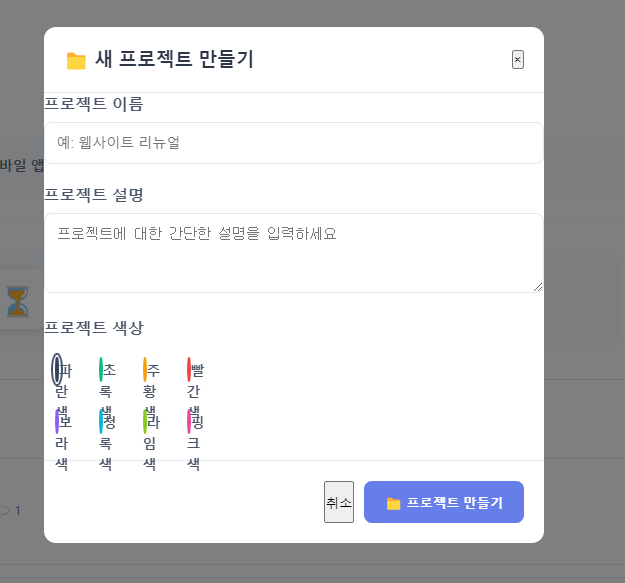 새 프로젝트 만들기
×
프로젝트 이름
예: 웹사이트 리뉴얼
바일 앱
프로젝트 설명
프로젝트에 대한 간단한 설명을 입력하세요
프로젝트 색상
파란색
초록색
주황색
빨간색
보라색
청록색
라임색
핑크색
취소
프로젝트 만들기
1